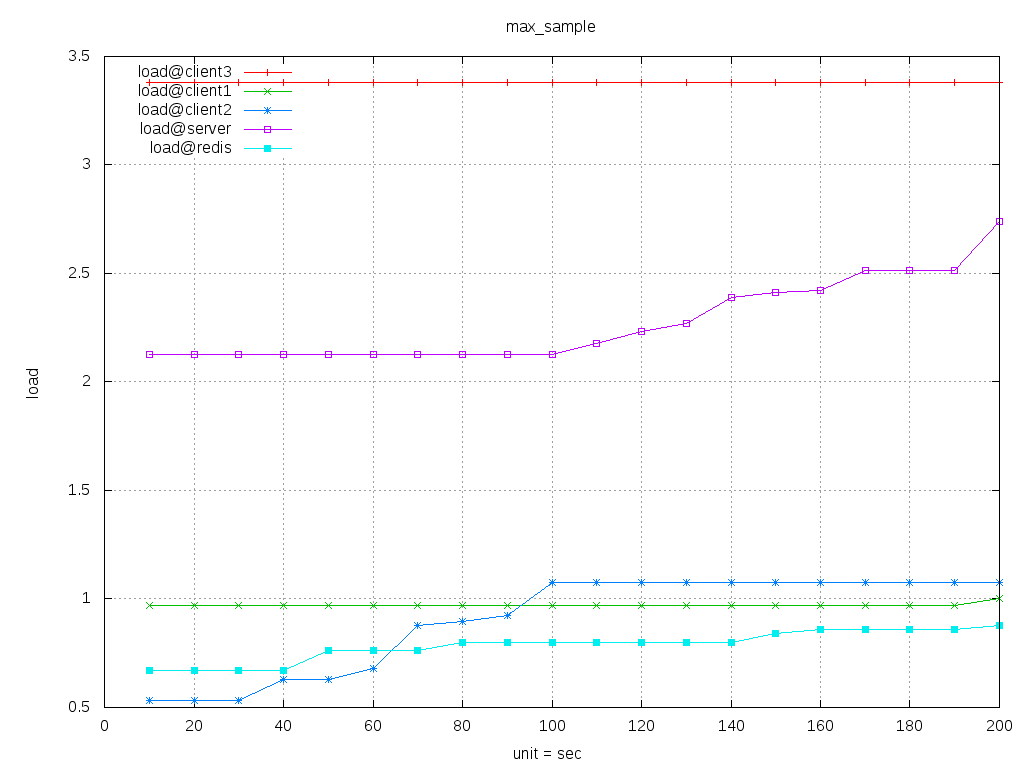 max_sample
load@client3
load@client1
load@client2
load@server
load@redis
3.5
3
2.5
2
1.5
1
0.5
load
0 20 40 60 80 100 120 140 160 180 200
unit = sec